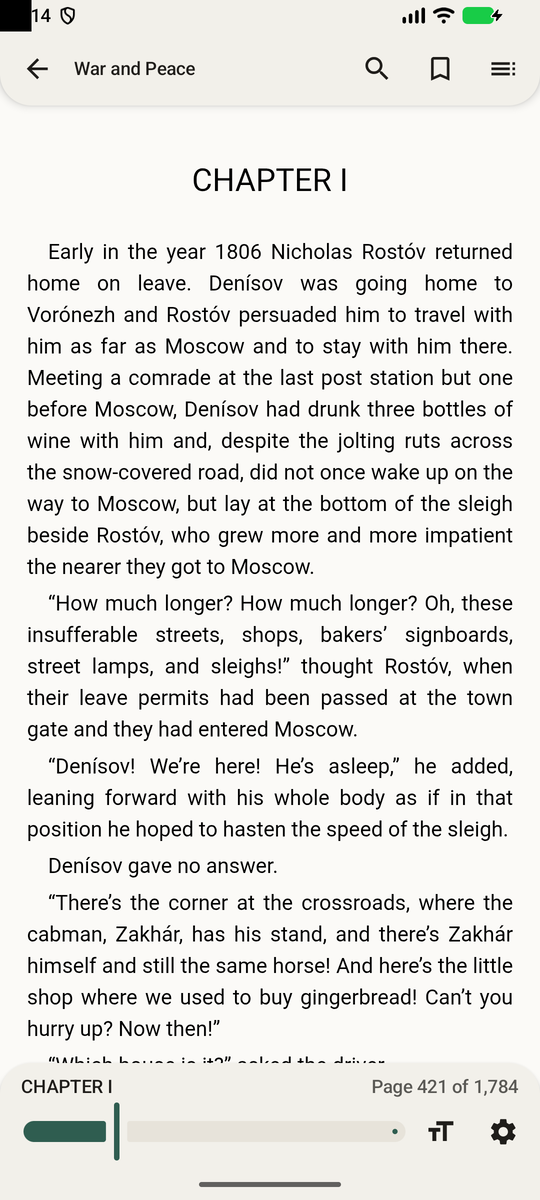 14
War and Peace
CHAPTER I
Early in the year 1806 Nicholas Rostóv returned
home on leave. Denísov was going home to
Vorónezh and Rostóv persuaded him to travel with
him as far as Moscow and to stay with him there.
Meeting a comrade at the last post station but one
before Moscow, Denísov had drunk three bottles of
wine with him and, despite the jolting ruts across
the snow-covered road, did not once wake up on the
way to Moscow, but lay at the bottom of the sleigh
beside Rostóv, who grew more and more impatient
the nearer they got to Moscow.
“How much longer? How much longer? Oh, these
insufferable streets, shops, bakers’ signboards,
street lamps, and sleighs!” thought Rostóv, when
their leave permits had been passed at the town
gate and they had entered Moscow.
“Denísov! We’re here! He’s asleep,” he added,
leaning forward with his whole body as if in that
position he hoped to hasten the speed of the sleigh.
Denísov gave no answer.
“There’s the corner at the crossroads, where the
cabman, Zakhár, has his stand, and there’s Zakhár
himself and still the same horse! And here’s the little
shop where we used to buy gingerbread! Can’t you
hurry up? Now then!”
“Which house is it?” asked the driver.
CHAPTER I
Page 421 of 1,784